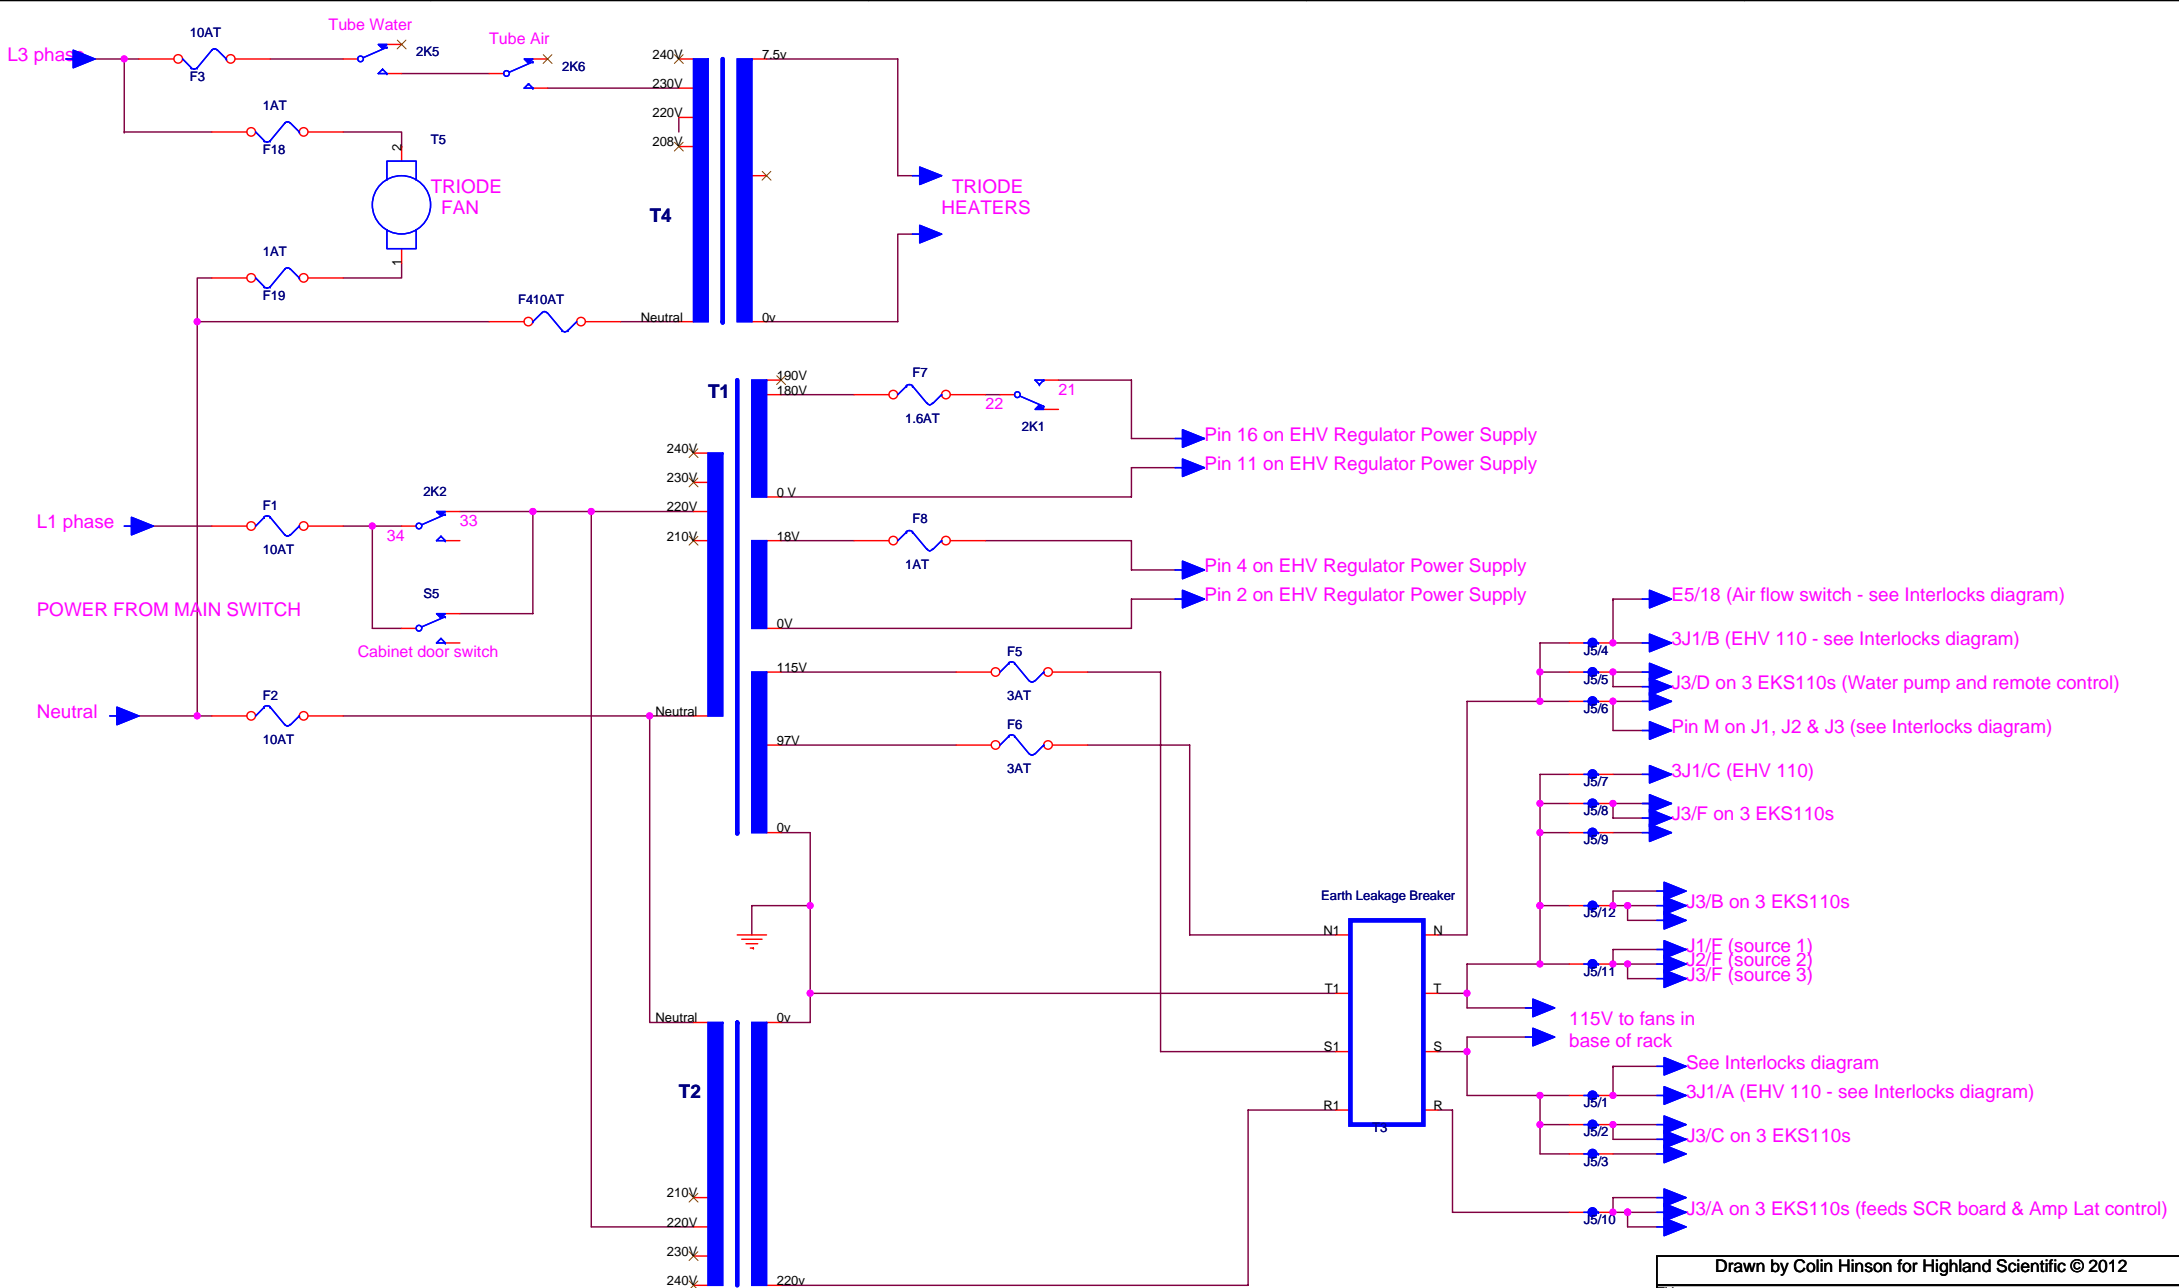 L3 phase
10AT
F3
Tube Water
2K5
Tube Air
2K6
1AT
F18
T5
2
TRIODE
FAN
1
1AT
F19
F410AT
240V
230V
220V
208V
T4
Neutral
7.5v
0v
TRIODE
HEATERS
T1
190V
180V
F7
1.6AT
22
21
2K1
Pin 16 on EHV Regulator Power Supply
Pin 11 on EHV Regulator Power Supply
0 V
240V
230V
220V
210V
L1 phase
F1
10AT
2K2
34
33
S5
Cabinet door switch
POWER FROM MAIN SWITCH
18V
F8
1AT
Pin 4 on EHV Regulator Power Supply
Pin 2 on EHV Regulator Power Supply
0V
Neutral
F2
10AT
Neutral
115V
F5
3AT
97V
F6
3AT
0v
Earth Leakage Breaker
N1
N
T1
T
S1
S
R1
R
T3
Neutral
0v
T2
210V
220V
230V
240V
220v
E5/18 (Air flow switch - see Interlocks diagram)
J5/4
3J1/B (EHV 110 - see Interlocks diagram)
J5/5
J3/D on 3 EKS110s (Water pump and remote control)
J5/6
Pin M on J1, J2 & J3 (see Interlocks diagram)
J5/7
3J1/C (EHV 110)
J5/8
J3/F on 3 EKS110s
J5/9
J5/12
J3/B on 3 EKS110s
J1/F (source 1)
J2/F (source 2)
J3/F (source 3)
J5/11
115V to fans in
base of rack
See Interlocks diagram
J5/1
3J1/A (EHV 110 - see Interlocks diagram)
J5/2
J3/C on 3 EKS110s
J5/3
J5/10
J3/A on 3 EKS110s (feeds SCR board & Amp Lat control)
Drawn by Colin Hinson for Highland Scientific © 2012